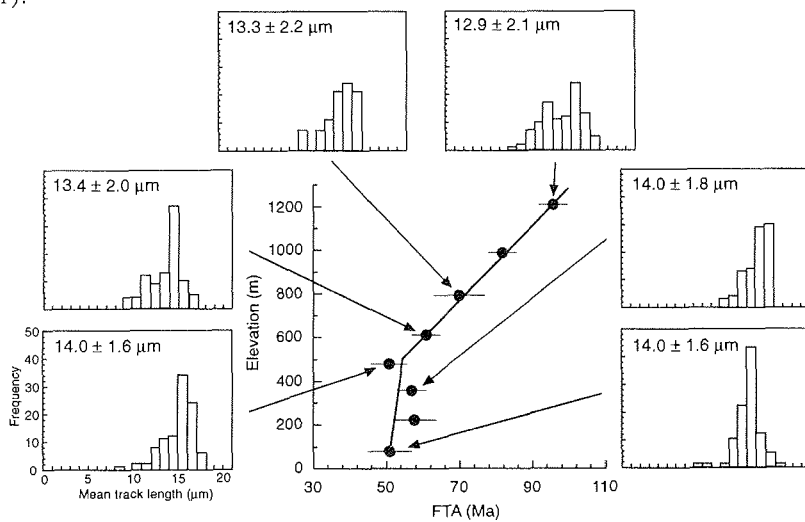 13.3 ± 2.2 μm
12.9 ± 2.1 μm
13.4 ± 2.0 μm
14.0 ± 1.8 μm
14.0 ± 1.6 μm
14.0 ± 1.6 μm
50
40
30
20
10
0
Frequency
0 5 10 15 20
Mean track length (μm)
1200
1000
800
600
400
200
0
Elevation (m)
30 50 70 90 110
FTA (Ma)